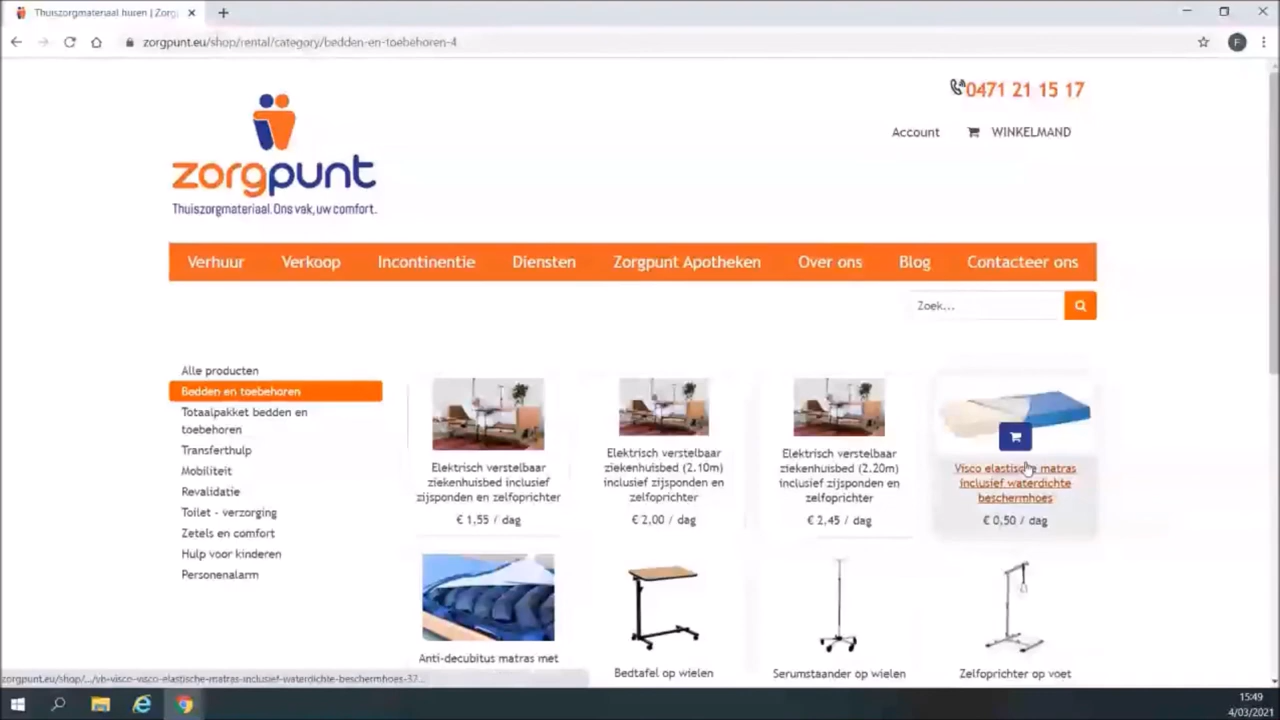 Thuiszorgmateriaal huren | Zorg
zorgpunt.eu/shop/rental/category/bedden-en-toebehoren-4
F
0471 21 15 17
Account
WINKELMAND
zorgpunt
Thuiszorgmateriaal. Ons vak, uw comfort.
Verhuur
Verkoop
Incontinentie
Diensten
Zorgpunt Apotheken
Over ons
Blog
Contacteer ons
Zoek...
Alle producten
Bedden en toebehoren
Totaalpakket bedden en
toebehoren
Transferthulp
Mobiliteit
Revalidatie
Toilet - verzorging
Zetels en comfort
Hulp voor kinderen
Personenalarm
Elektrisch verstelbaar
ziekenhuisbed inclusief
zijsponden en zelfoprichter
€ 1,55 / dag
Elektrisch verstelbaar
ziekenhuisbed (2.10m)
inclusief zijsponden en
zelfoprichter
€ 2,00 / dag
Elektrisch verstelbaar
ziekenhuisbed (2.20m)
inclusief zijsponden en
zelfoprichter
€ 2,45 / dag
Visco elastische matras
inclusief waterdichte
beschermhoes
€ 0,50 / dag
Anti-decubitus matras met
Bedtafel op wielen
Serumstaander op wielen
Zelfoprichter op voet
zorgpunt.eu/shop/.../vh-visco-visco-elastische-matras-inclusief-waterdichte-beschermhoes-37...
15:49
4/03/2021